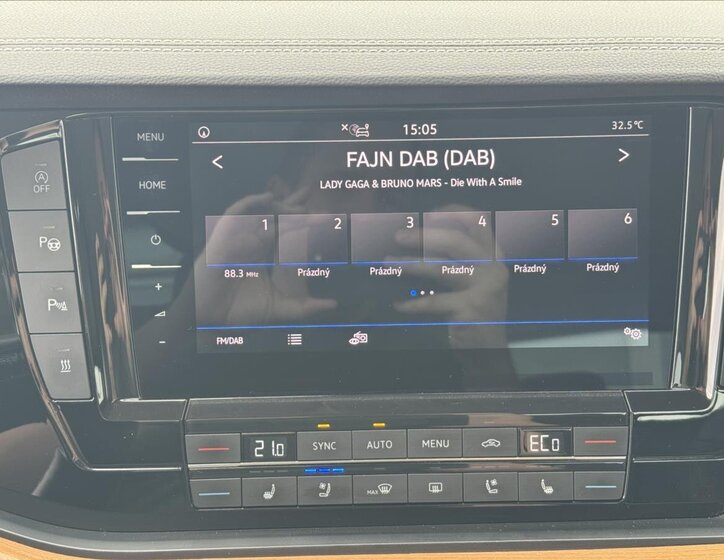 MENU
HOME
+
-
A OFF
P
P
15:05
32.5°C
< FAJN DAB (DAB) >
LADY GAGA & BRUNO MARS - Die With A Smile
1 2 3 4 5 6
88.3 MHz Prázdný Prázdný Prázdný Prázdný Prázdný
FM/DAB
21.0 SYNC AUTO MENU ECo
MAX